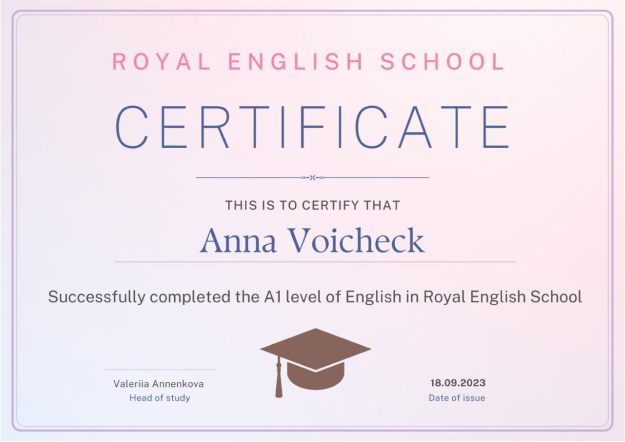 ROYAL ENGLISH SCHOOL
CERTIFICATE
THIS IS TO CERTIFY THAT
Anna Voicheck
Successfully completed the A1 level of English in Royal English School
Valeriia Annenkova
Head of study
18.09.2023
Date of issue